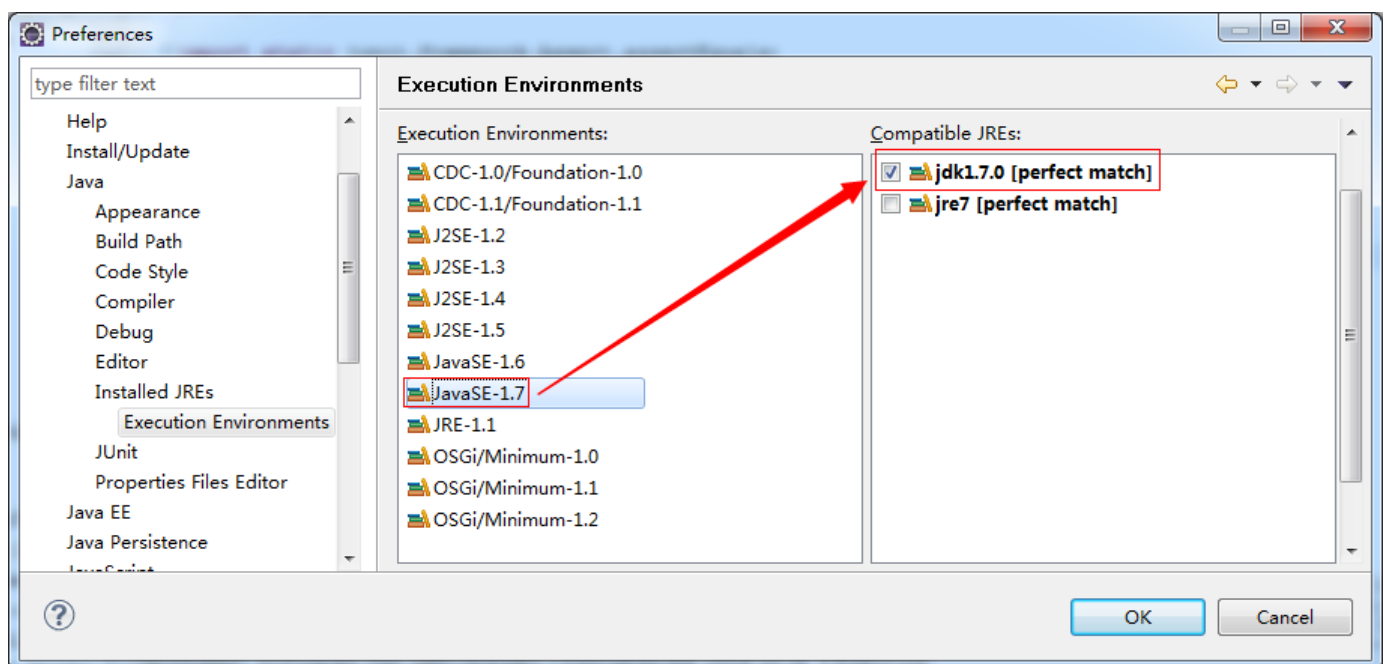 Preferences
type filter text
Help
Install/Update
Java
Appearance
Build Path
Code Style
Compiler
Debug
Editor
Installed JREs
Execution Environments
JUnit
Properties Files Editor
Java EE
Java Persistence
JavaScript
Execution Environments
Execution Environments:
CDC-1.0/Foundation-1.0
CDC-1.1/Foundation-1.1
J2SE-1.2
J2SE-1.3
J2SE-1.4
J2SE-1.5
JavaSE-1.6
JavaSE-1.7
JRE-1.1
OSGi/Minimum-1.0
OSGi/Minimum-1.1
OSGi/Minimum-1.2
Compatible JREs:
jdk1.7.0 [perfect match]
jre7 [perfect match]
OK
Cancel